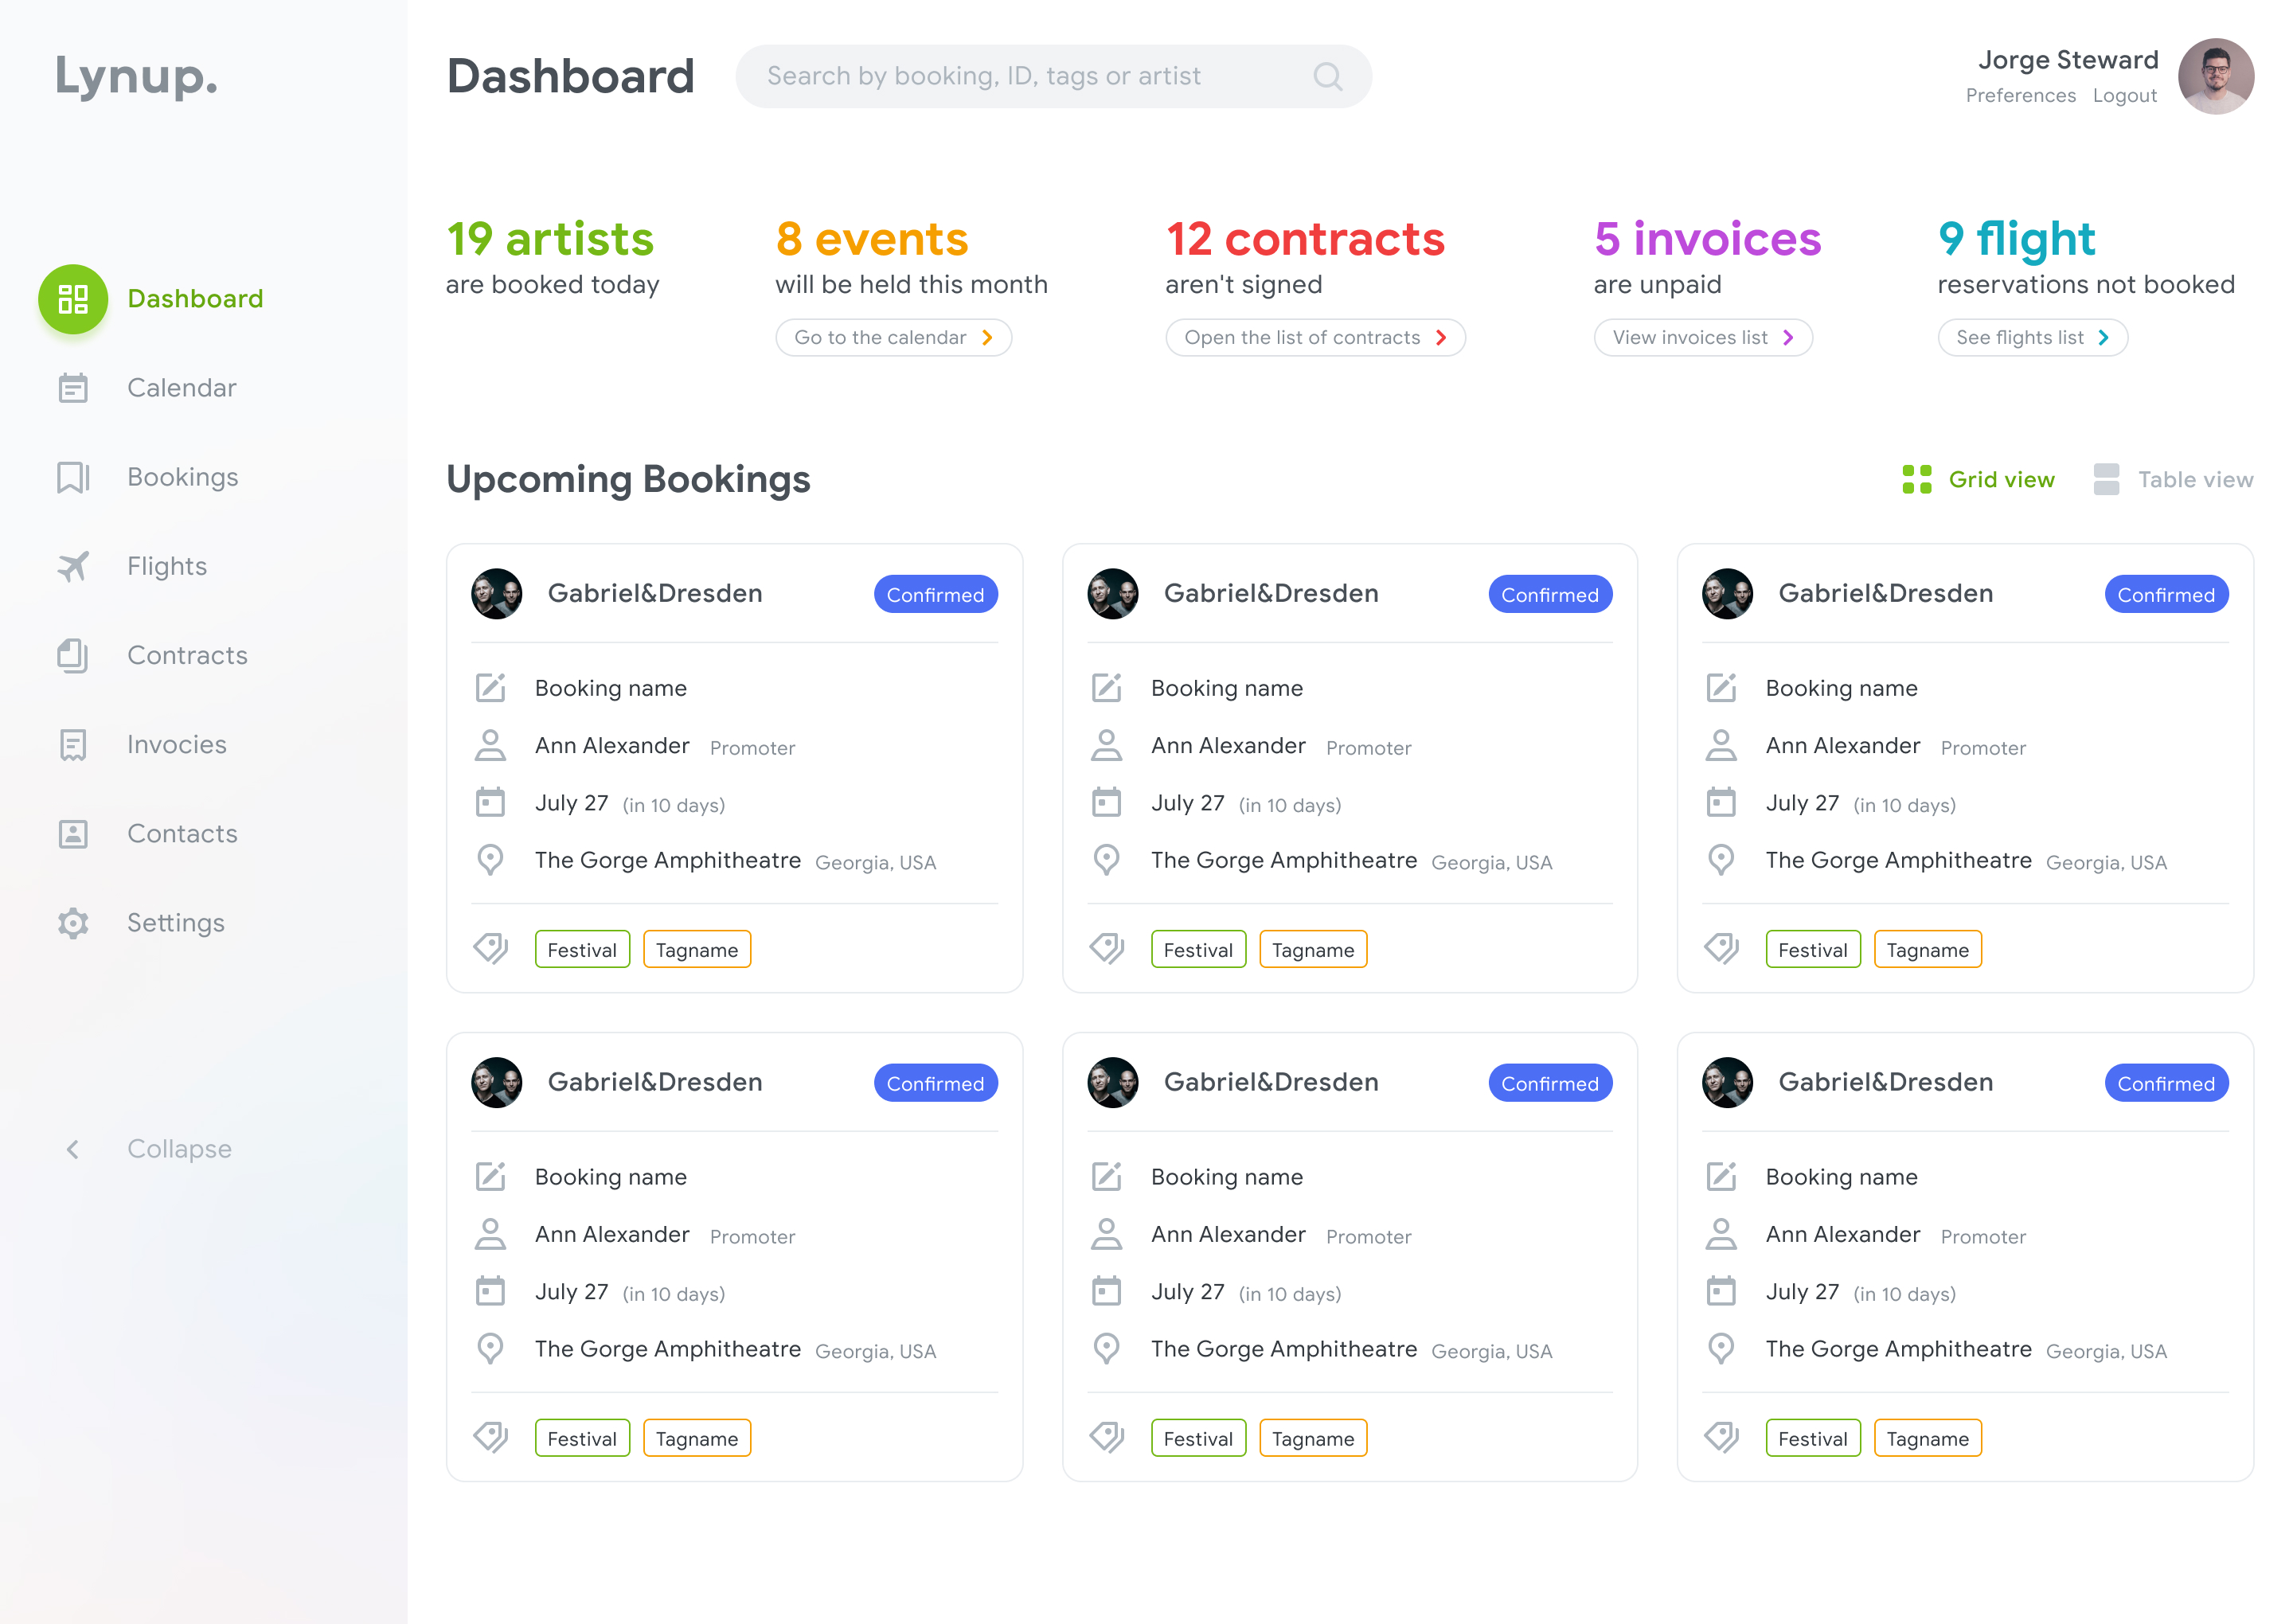 Lynup.
Dashboard
Calendar
Bookings
Flights
Contracts
Invocies
Contacts
Settings
Collapse
Dashboard
Search by booking, ID, tags or artist
Jorge Steward
Preferences Logout
19 artists
are booked today
8 events
will be held this month
Go to the calendar
12 contracts
aren't signed
Open the list of contracts
5 invoices
are unpaid
View invoices list
9 flight
reservations not booked
See flights list
Upcoming Bookings
Grid view
Table view
Gabriel&Dresden
Confirmed
Booking name
Ann Alexander Promoter
July 27 (in 10 days)
The Gorge Amphitheatre Georgia, USA
Festival Tagname
Gabriel&Dresden
Confirmed
Booking name
Ann Alexander Promoter
July 27 (in 10 days)
The Gorge Amphitheatre Georgia, USA
Festival Tagname
Gabriel&Dresden
Confirmed
Booking name
Ann Alexander Promoter
July 27 (in 10 days)
The Gorge Amphitheatre Georgia, USA
Festival Tagname
Gabriel&Dresden
Confirmed
Booking name
Ann Alexander Promoter
July 27 (in 10 days)
The Gorge Amphitheatre Georgia, USA
Festival Tagname
Gabriel&Dresden
Confirmed
Booking name
Ann Alexander Promoter
July 27 (in 10 days)
The Gorge Amphitheatre Georgia, USA
Festival Tagname
Gabriel&Dresden
Confirmed
Booking name
Ann Alexander Promoter
July 27 (in 10 days)
The Gorge Amphitheatre Georgia, USA
Festival Tagname